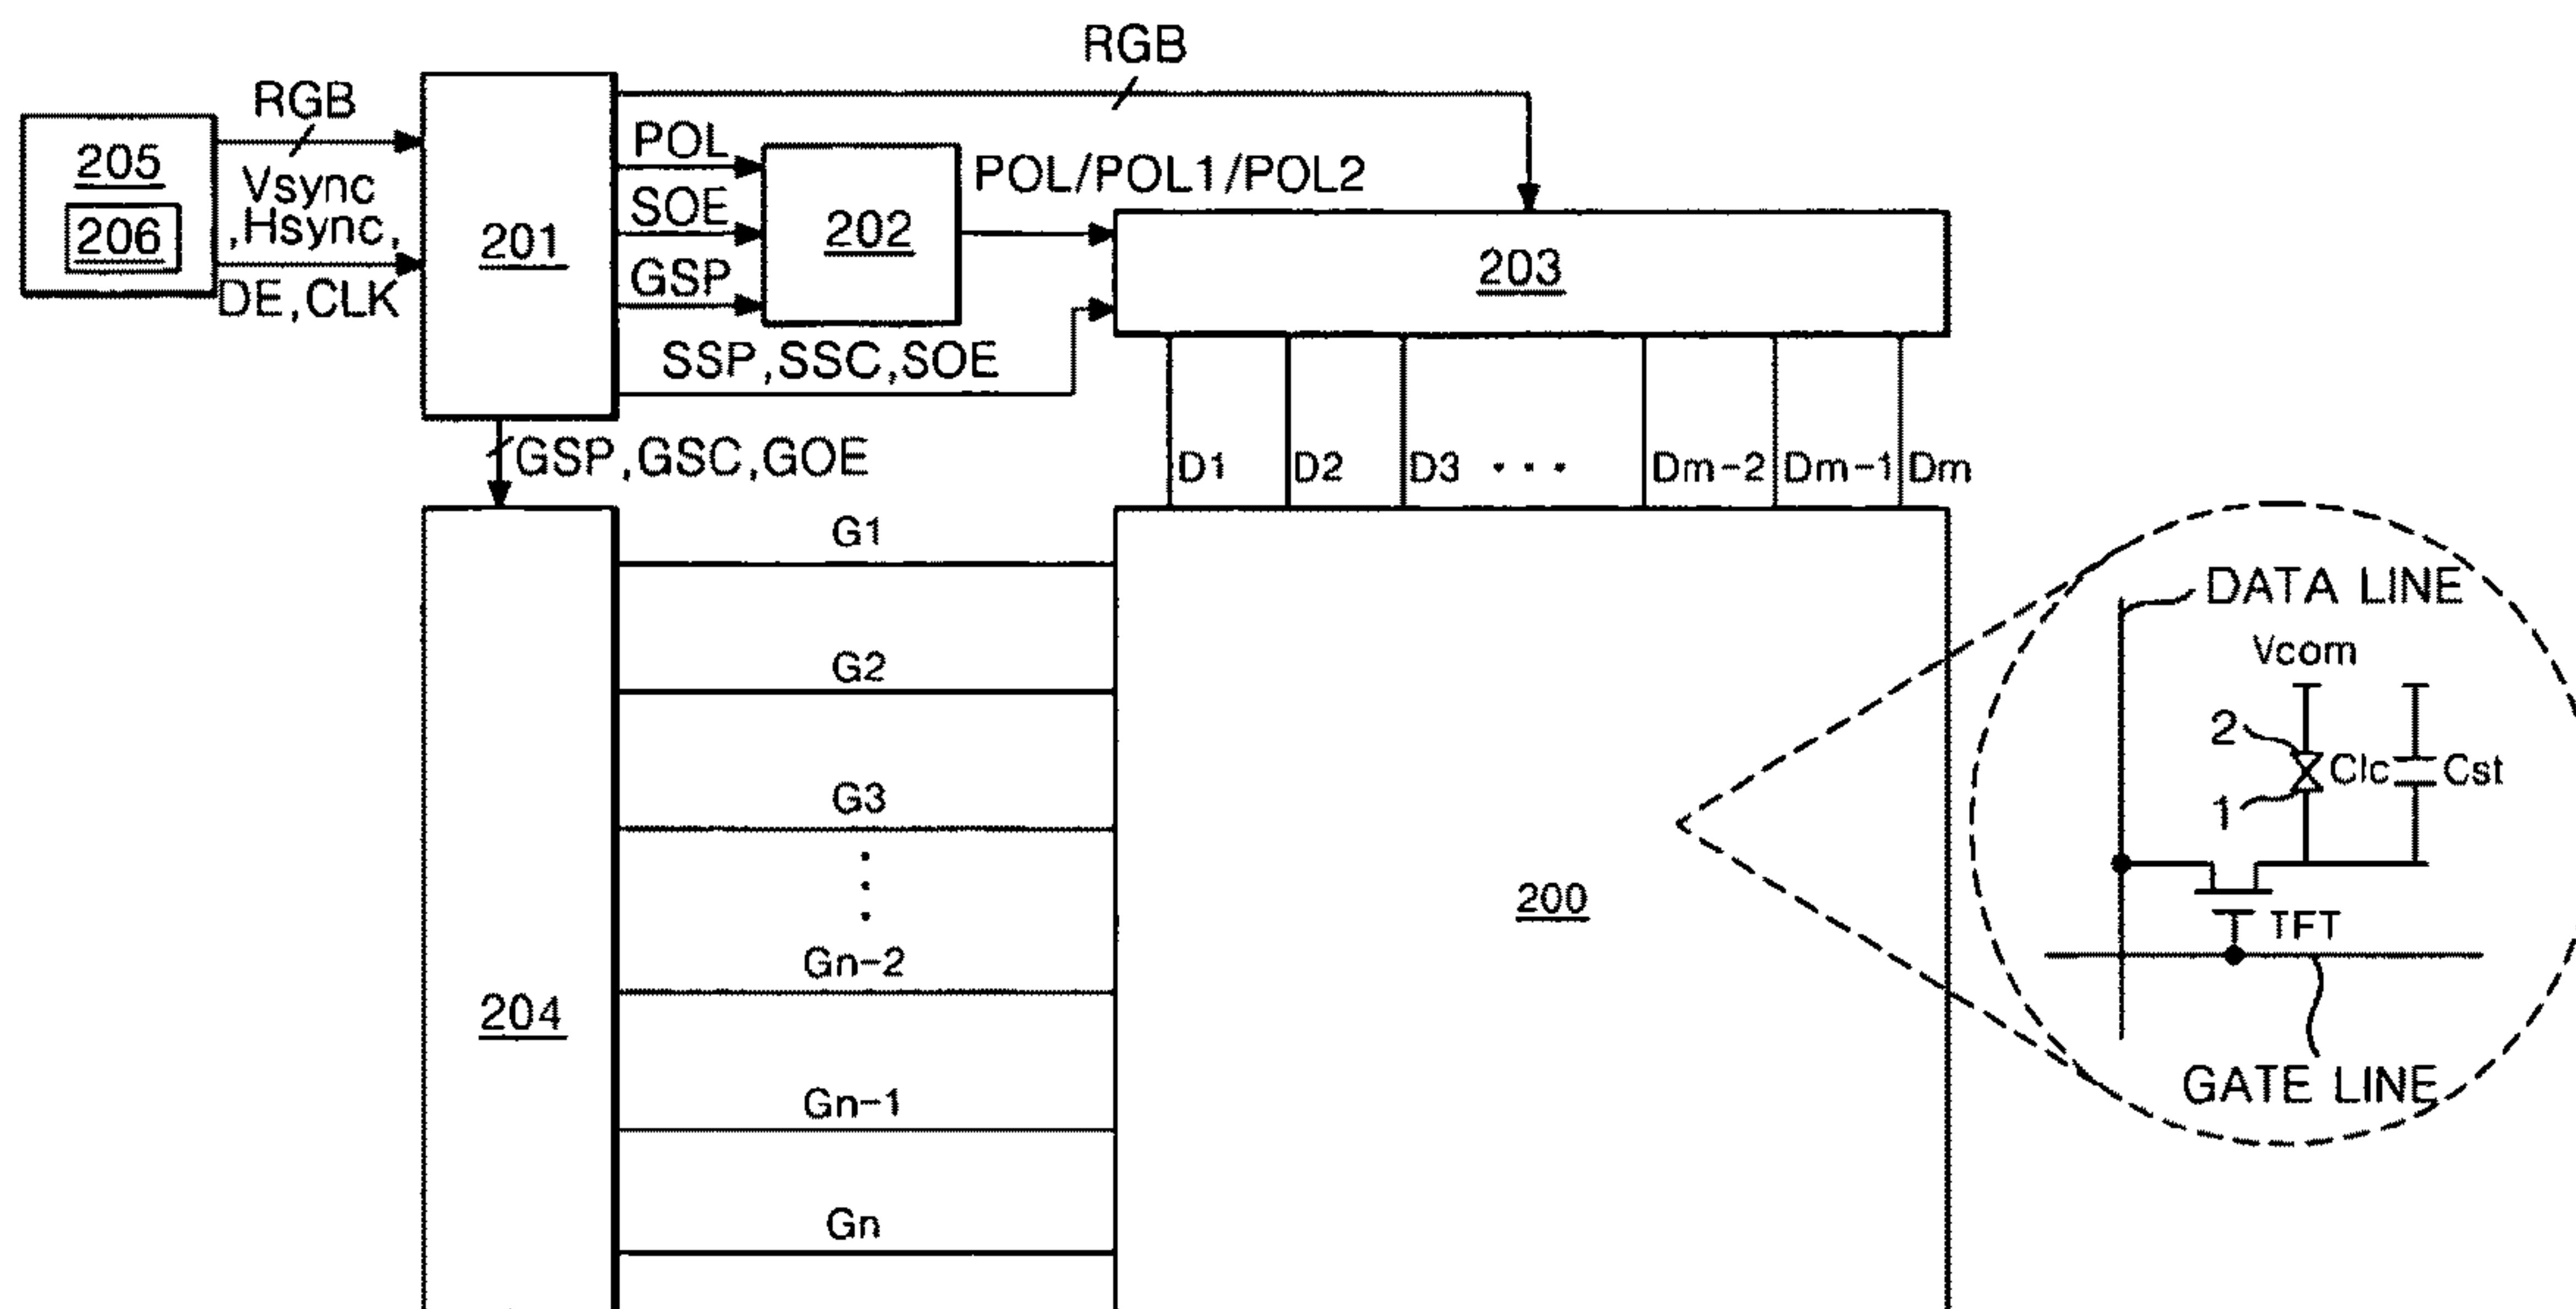 RGB
RGB
205
206
Vsync
,Hsync,
DE,CLK
201
POL
SOE
GSP
202
POL/POL1/POL2
203
SSP,SSC,SOE
GSP,GSC,GOE
D1 D2 D3 ... Dm-2 Dm-1 Dm
204
G1
G2
G3
Gn-2
Gn-1
Gn
200
DATA LINE
Vcom
2
Clc
Cst
1
TFT
GATE LINE